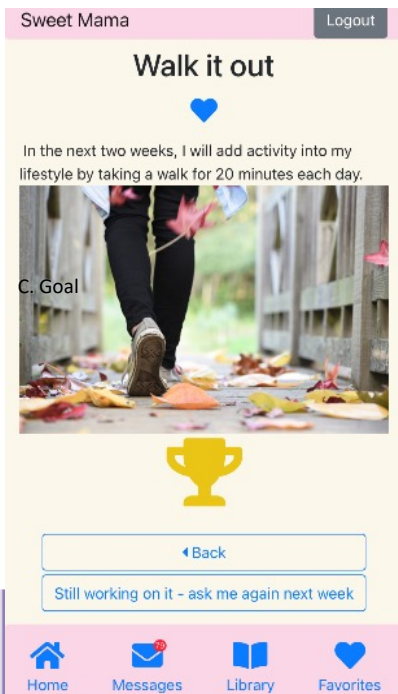 Sweet Mama
Logout
Walk it out
In the next two weeks, I will add activity into my
lifestyle by taking a walk for 20 minutes each day.
C. Goal
Back
Still working on it - ask me again next week
Home
Messages
Library
Favorites